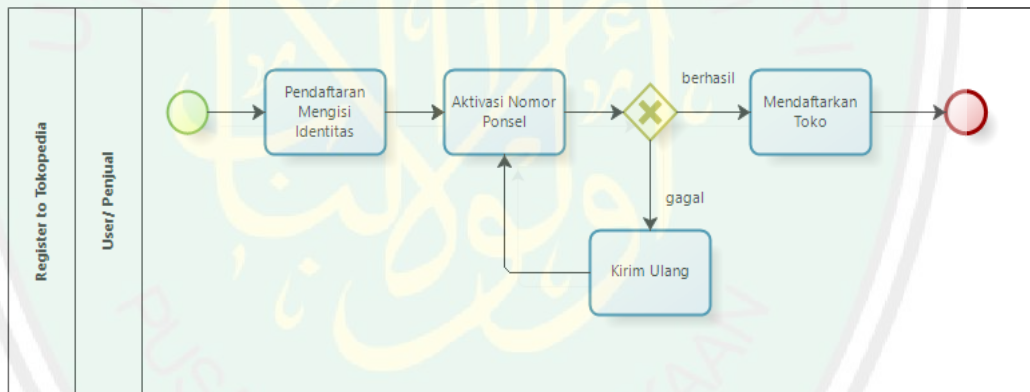 Register to Tokopedia
User/ Penjual
Pendaftaran
Mengisi
Identitas
Aktivasi Nomor
Ponsel
berhasil
Mendaftarkan
Toko
gagal
Kirim Ulang